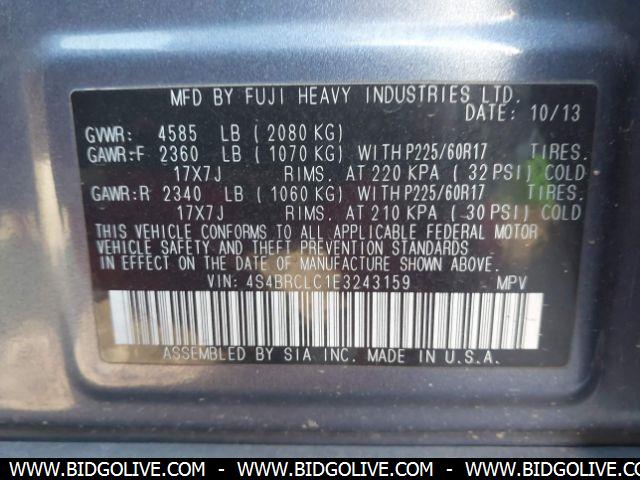 MFD BY FUJI HEAVY INDUSTRIES LTD.
DATE: 10/13
GVWR: 4585 LB ( 2080 KG)
GAWR:F 2360 LB ( 1070 KG) WITH P225/60R17 TIRES.
17X7J RIMS. AT 220 KPA ( 32 PSI) COLD
GAWR:R 2340 LB ( 1060 KG) WITH P225/60R17 TIRES.
17X7J RIMS. AT 210 KPA ( 30 PSI) COLD
THIS VEHICLE CONFORMS TO ALL APPLICABLE FEDERAL MOTOR
VEHICLE SAFETY AND THEFT PREVENTION STANDARDS
IN EFFECT ON THE DATE OF MANUFACTURE SHOWN ABOVE.
VIN: 4S4BRCLC1E3243159 MPV
ASSEMBLED BY SIA INC. MADE IN U.S.A.
WWW.BIDGOLIVE.COM - WWW.BIDGOLIVE.COM - WWW.BIDGOLIVE.COM